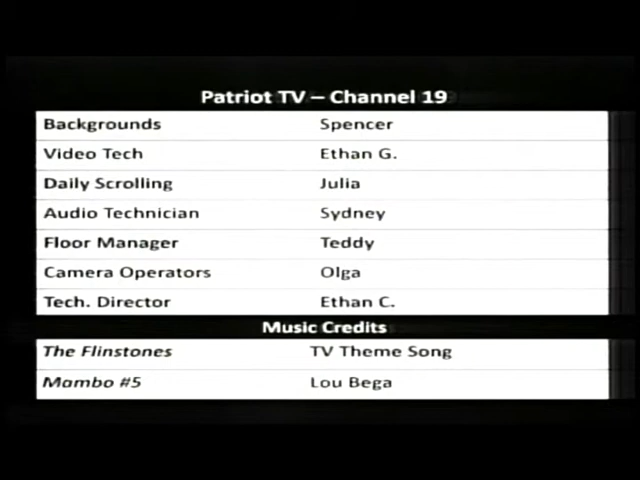 Patriot TV – Channel 19
Backgrounds Spencer
Video Tech Ethan G.
Daily Scrolling Julia
Audio Technician Sydney
Floor Manager Teddy
Camera Operators Olga
Tech. Director Ethan C.
Music Credits
The Flinstones TV Theme Song
Mambo #5 Lou Bega